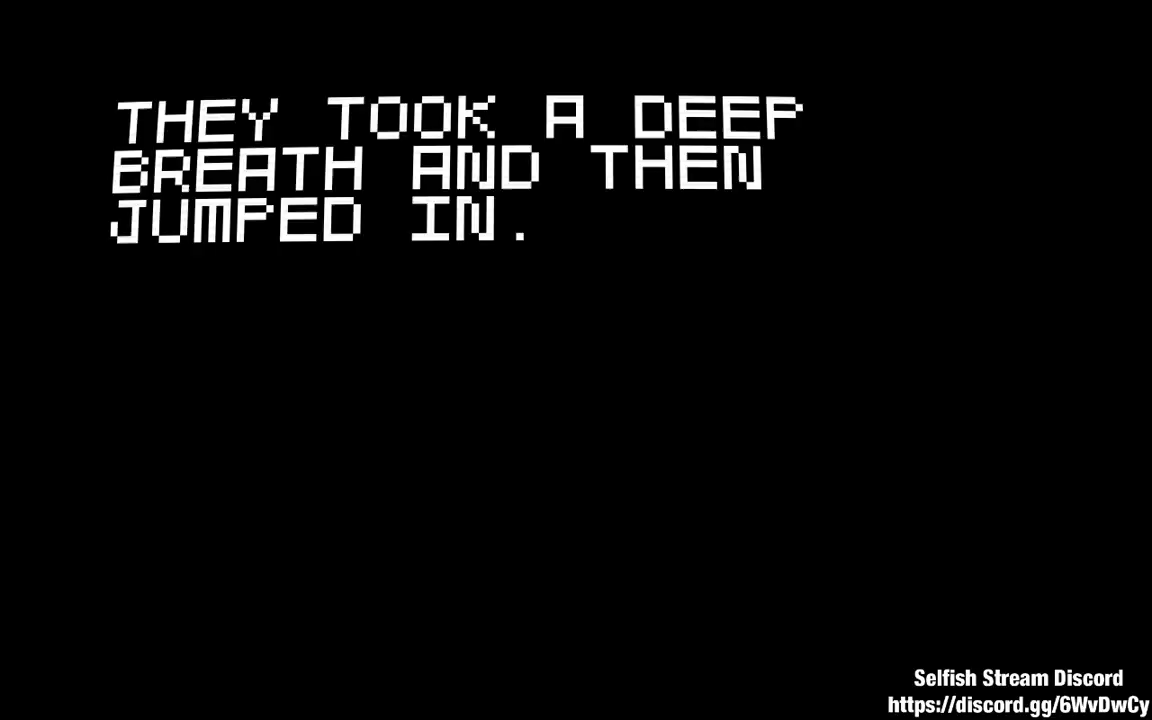 THEY TOOK A DEEP
BREATH AND THEN
JUMPED IN.
Selfish Stream Discord
https://discord.gg/6WvDwCy